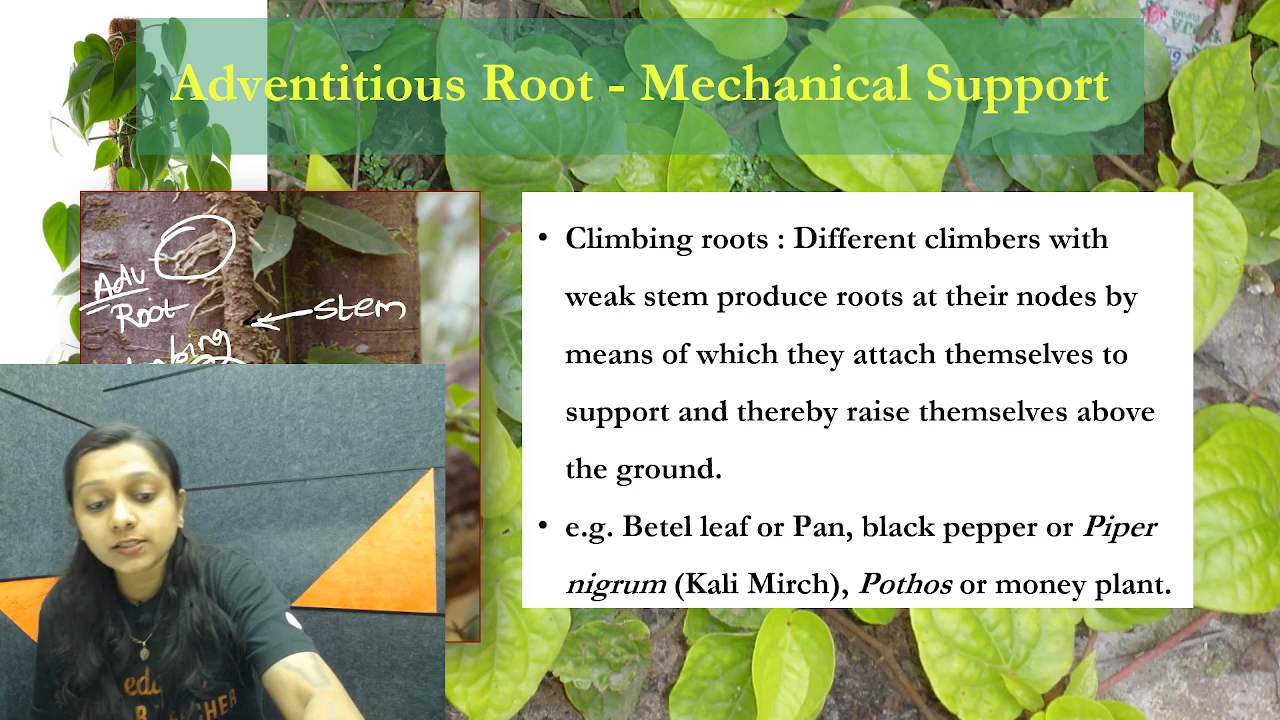 Adventitious Root - Mechanical Support
Adv
Root
Stem
• Climbing roots : Different climbers with
weak stem produce roots at their nodes by
means of which they attach themselves to
support and thereby raise themselves above
the ground.
• e.g. Betel leaf or Pan, black pepper or Piper
nigrum (Kali Mirch), Pothos or money plant.